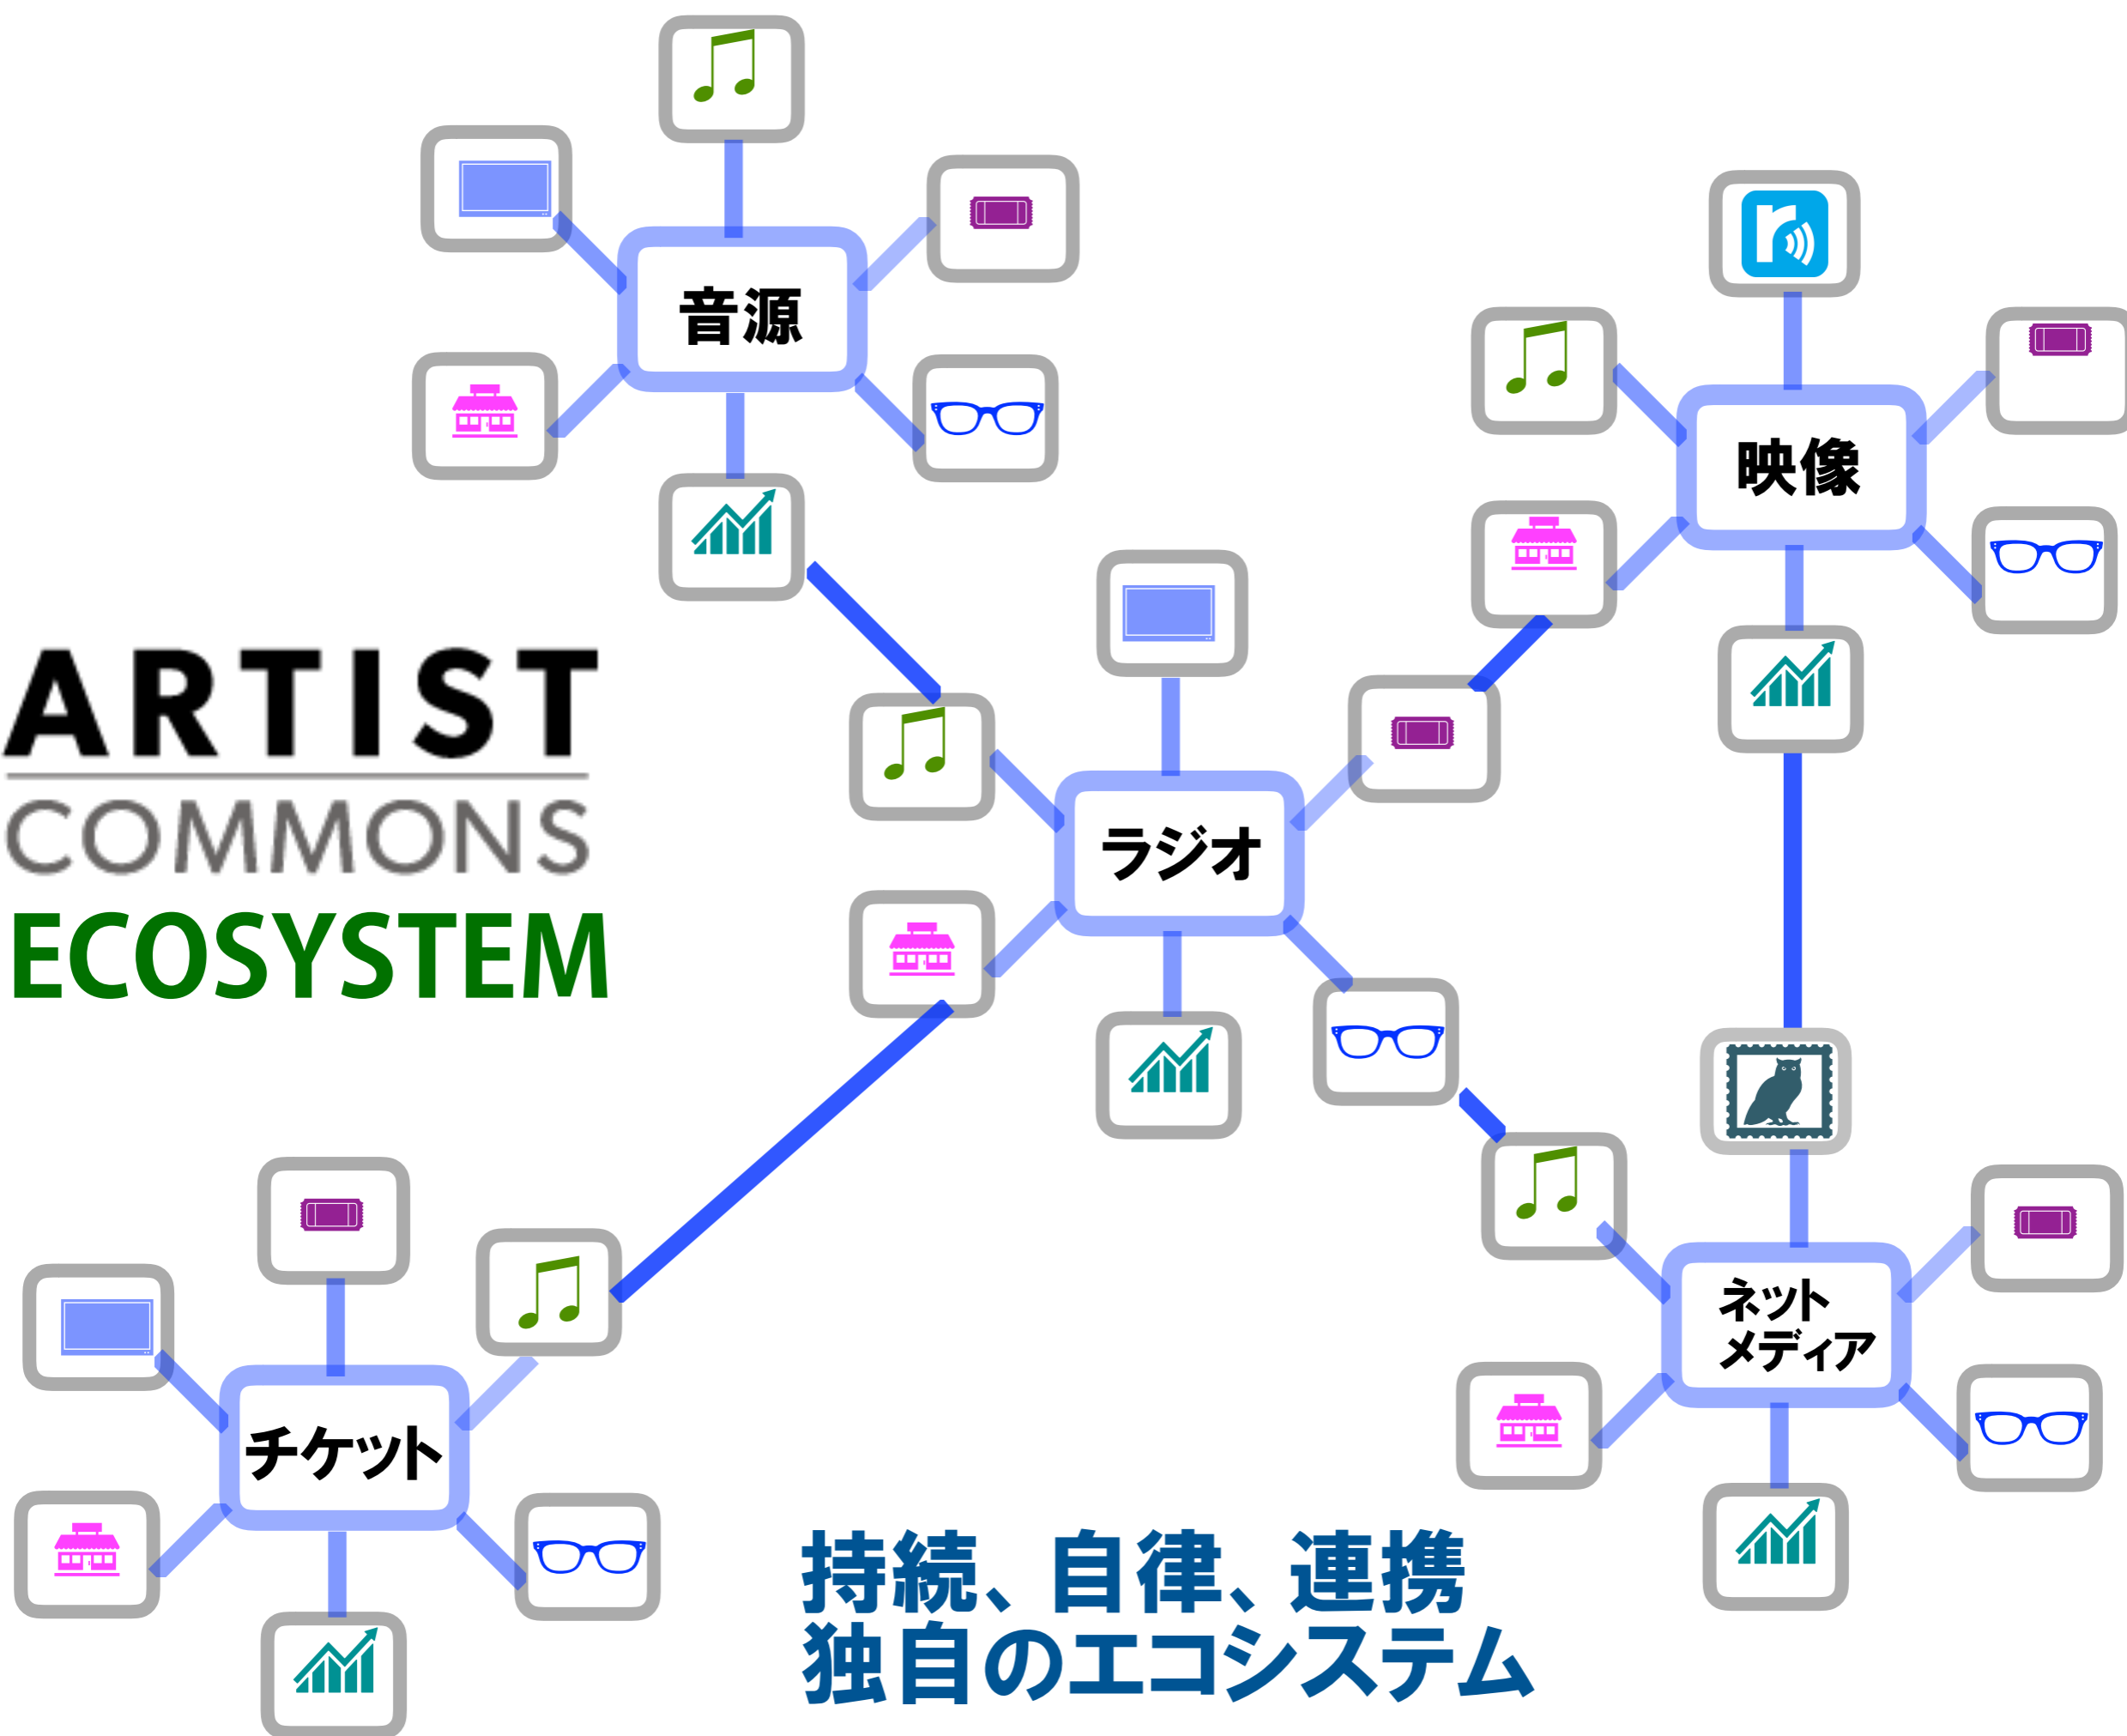 音源
映像
ARTIST
COMMONS
ECOSYSTEM
ラジオ
ネット
メディア
チケット
持続、自律、連携
独自のエコシステム